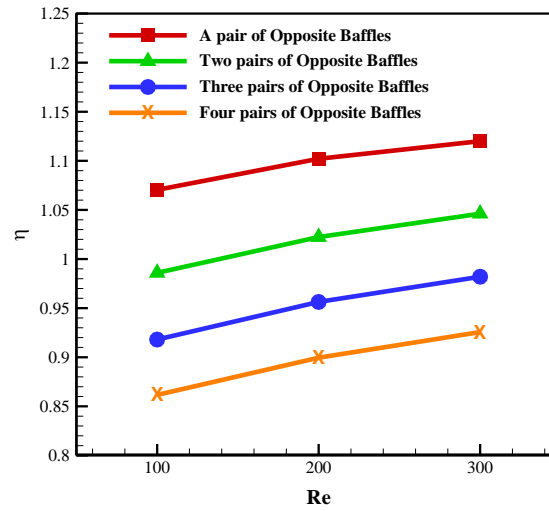 1.25
A pair of Opposite Baffles
1.2
Two pairs of Opposite Baffles
Three pairs of Opposite Baffles
1.15
Four pairs of Opposite Baffles
1.1
1.05
η
1
0.95
0.9
0.85
0.8
100 200 300
Re